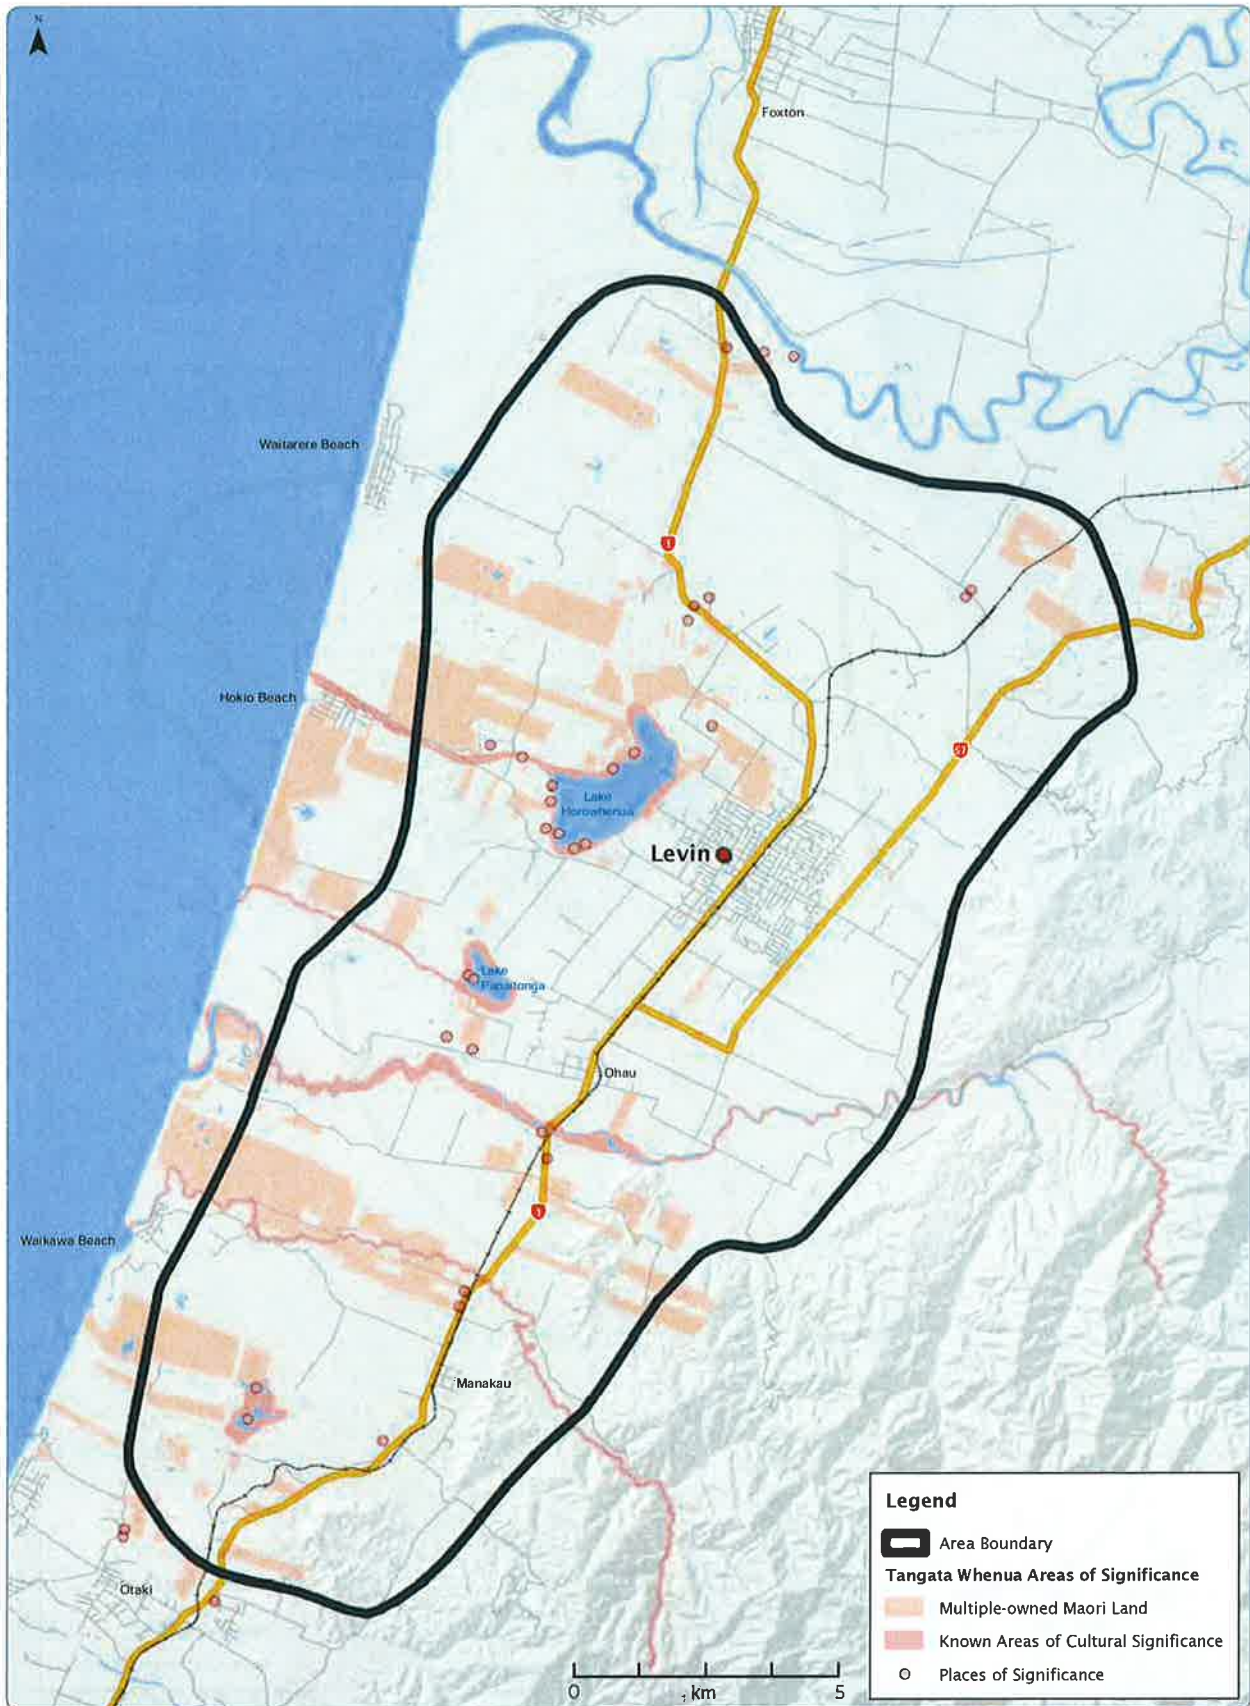 N
Foxton
Waitarere Beach
1
Hokio Beach
57
Lake
Horowhenua
Levin
Lake
Papaitonga
Ohau
1
Waikawa Beach
Manakau
Otaki
Legend
Area Boundary
Tangata Whenua Areas of Significance
Multiple-owned Maori Land
Known Areas of Cultural Significance
Places of Significance
0 km 5